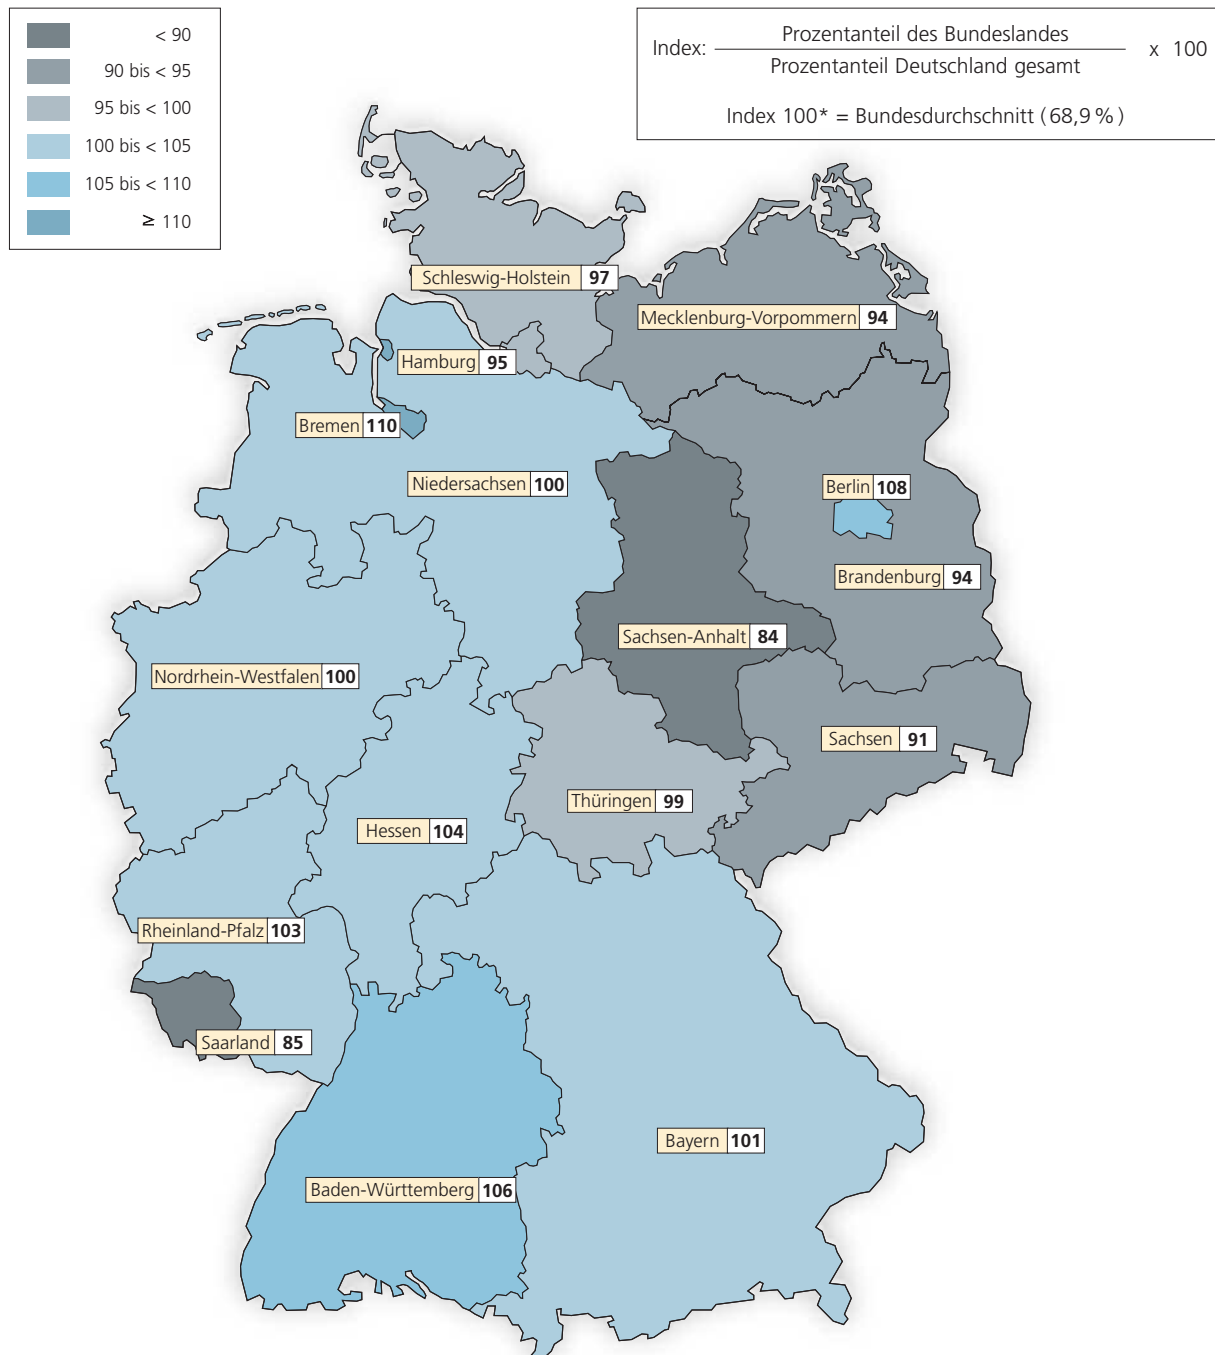 < 90
90 bis < 95
95 bis < 100
100 bis < 105
105 bis < 110
≥ 110
Index: Prozentanteil des Bundeslandes x 100
Prozentanteil Deutschland gesamt
Index 100* = Bundesdurchschnitt (68,9 %)
Schleswig-Holstein 97
Mecklenburg-Vorpommern 94
Hamburg 95
Bremen 110
Niedersachsen 100
Berlin 108
Brandenburg 94
Sachsen-Anhalt 84
Nordrhein-Westfalen 100
Sachsen 91
Thüringen 99
Hessen 104
Rheinland-Pfalz 103
Saarland 85
Bayern 101
Baden-Württemberg 106